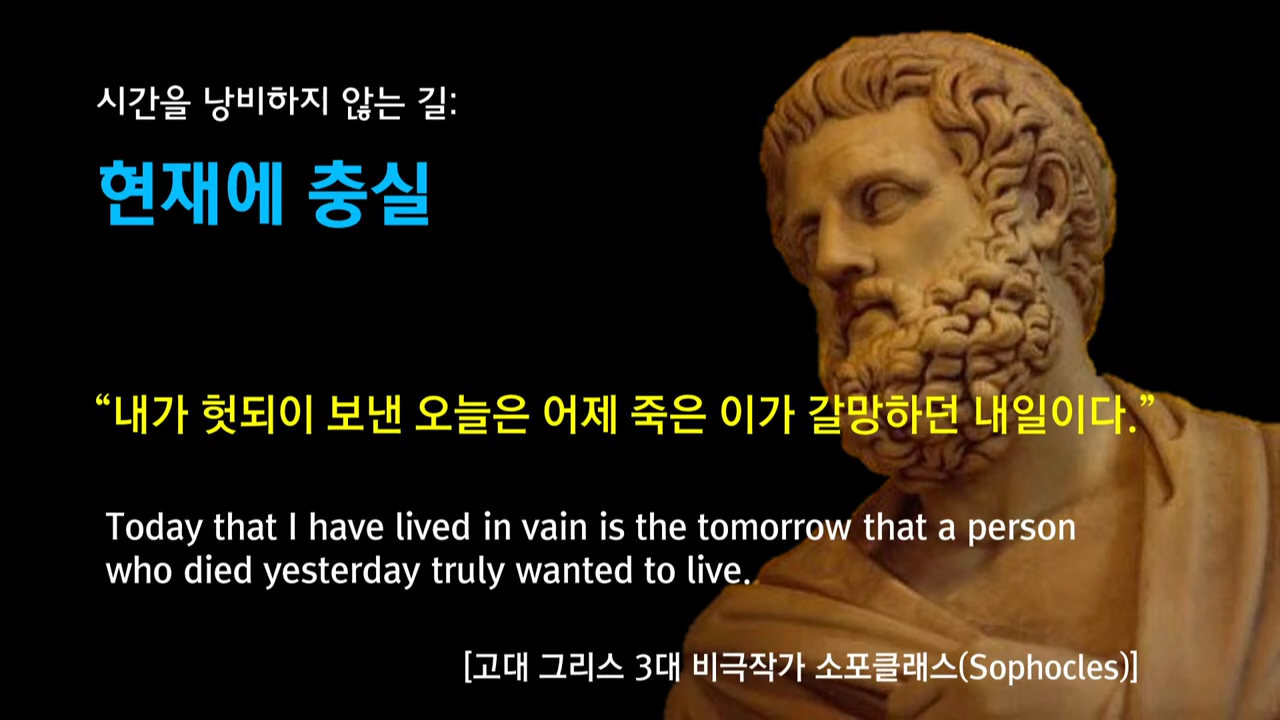 시간을 낭비하지 않는 길:
현재에 충실
“내가 헛되이 보낸 오늘은 어제 죽은 이가 갈망하던 내일이다.”
Today that I have lived in vain is the tomorrow that a person
who died yesterday truly wanted to live.
[고대 그리스 3대 비극작가 소포클래스(Sophocles)]